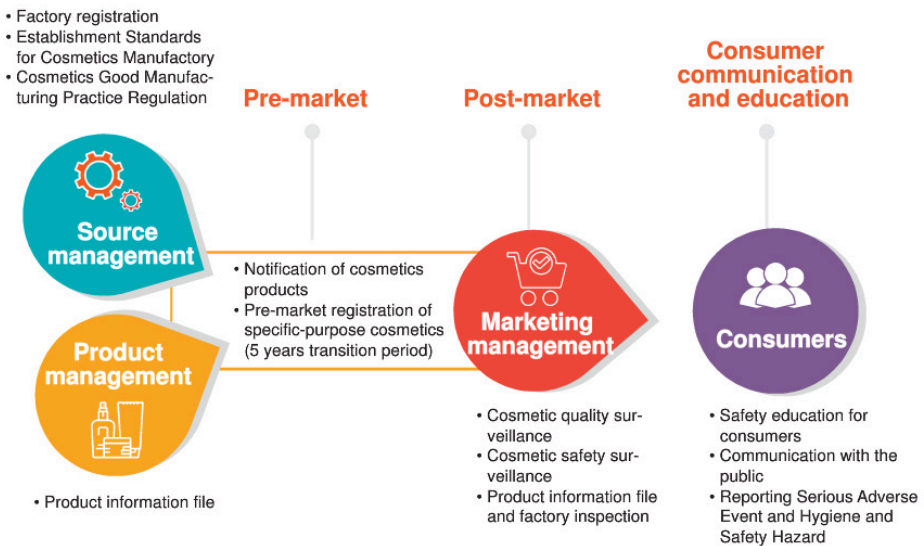 • Factory registration
• Establishment Standards
for Cosmetics Manufactory
• Cosmetics Good Manufac-
turing Practice Regulation
Pre-market
Post-market
Consumer
communication
and education
Source
management
Product
management
• Product information file
• Notification of cosmetics
products
• Pre-market registration of
specific-purpose cosmetics
(5 years transition period)
Marketing
management
• Cosmetic quality sur-
veillance
• Cosmetic safety sur-
veillance
• Product information file
and factory inspection
Consumers
• Safety education for
consumers
• Communication with the
public
• Reporting Serious Adverse
Event and Hygiene and
Safety Hazard